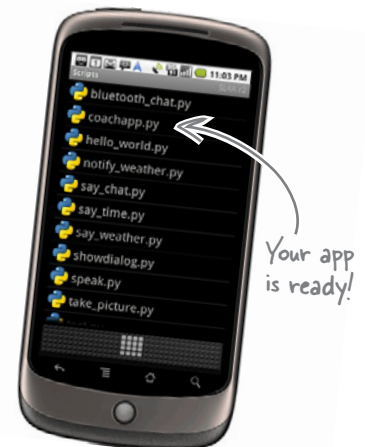 11:03 PM
Scripts
bluetooth_chat.py
coachapp.py
hello_world.py
notify_weather.py
say_chat.py
say_time.py
say_weather.py
showdialog.py
speak.py
take_picture.py
Your app
is ready!